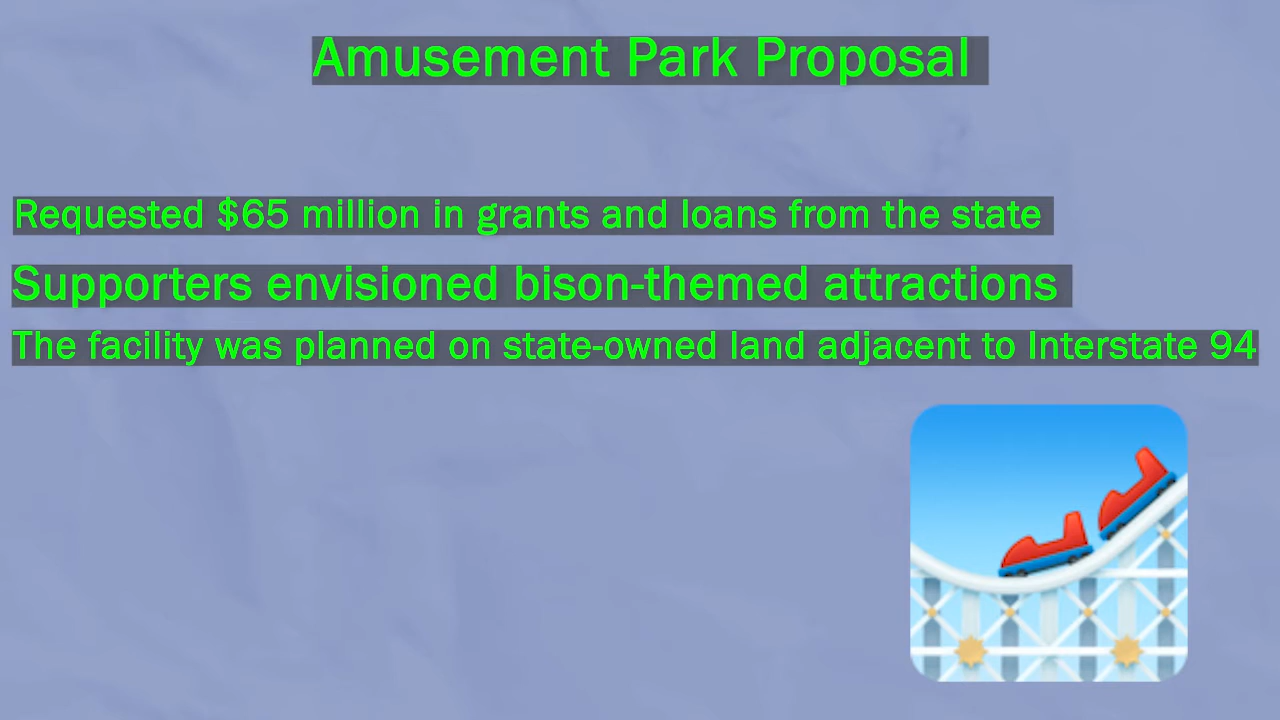 Amusement Park Proposal
Requested $65 million in grants and loans from the state
Supporters envisioned bison-themed attractions
The facility was planned on state-owned land adjacent to Interstate 94